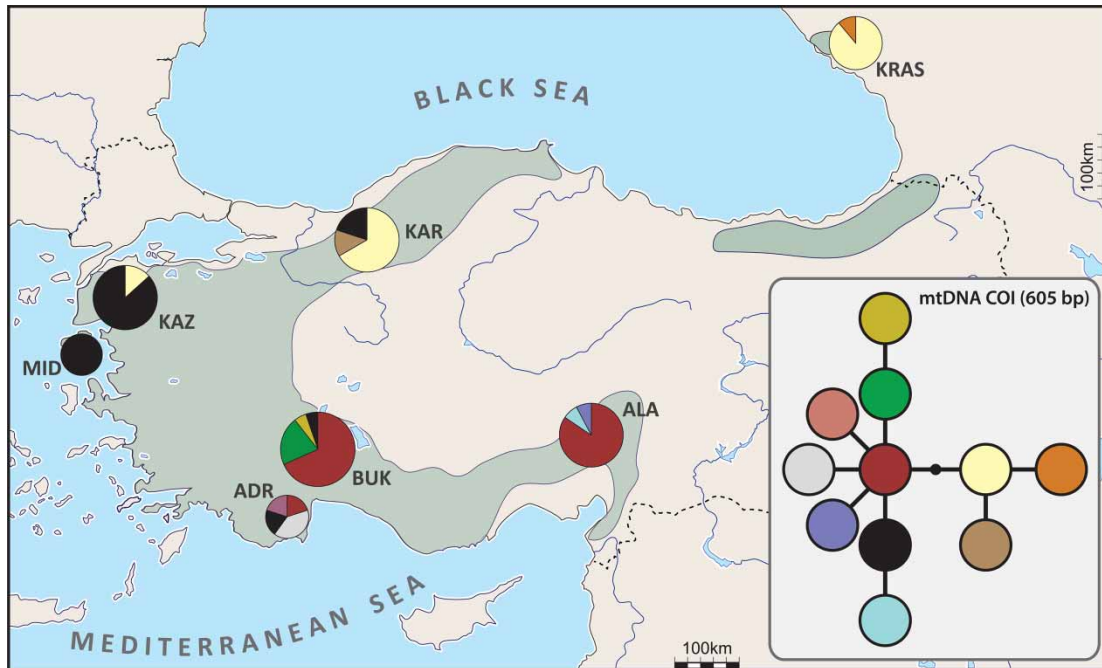 KRAS
BLACK SEA
100km
KAR
KAZ
mtDNA COI (605 bp)
MID
ALA
BUK
ADR
MEDITERRANEAN SEA
100km